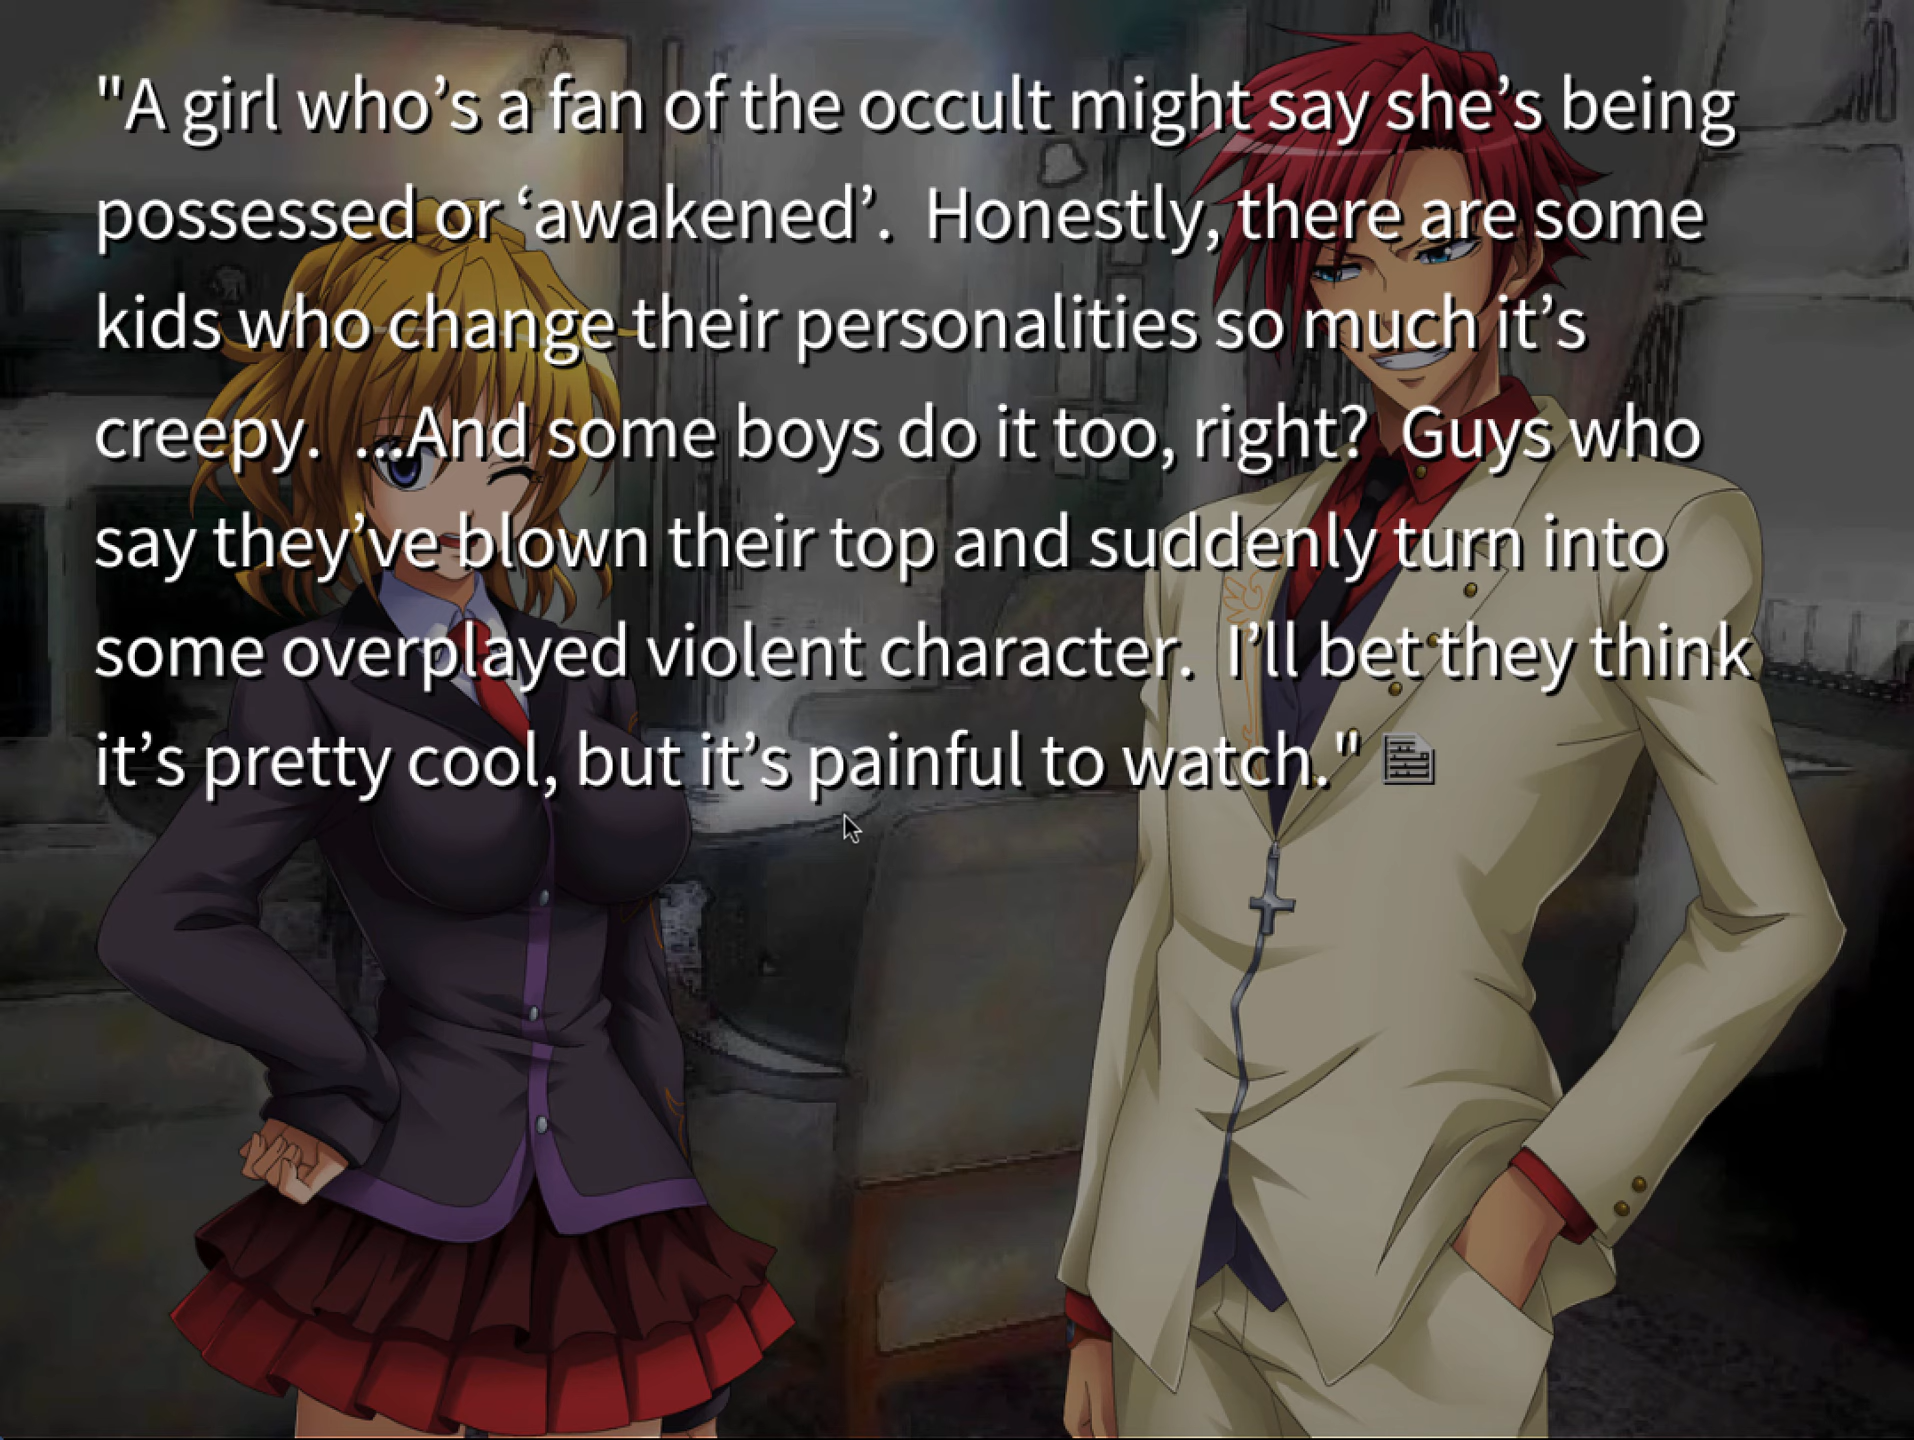 "A girl who’s a fan of the occult might say she’s being
possessed or ‘awakened’.  Honestly, there are some
kids who change their personalities so much it’s
creepy.  ...And some boys do it too, right?  Guys who
say they’ve blown their top and suddenly turn into
some overplayed violent character.  I’ll bet they think
it’s pretty cool, but it’s painful to watch."